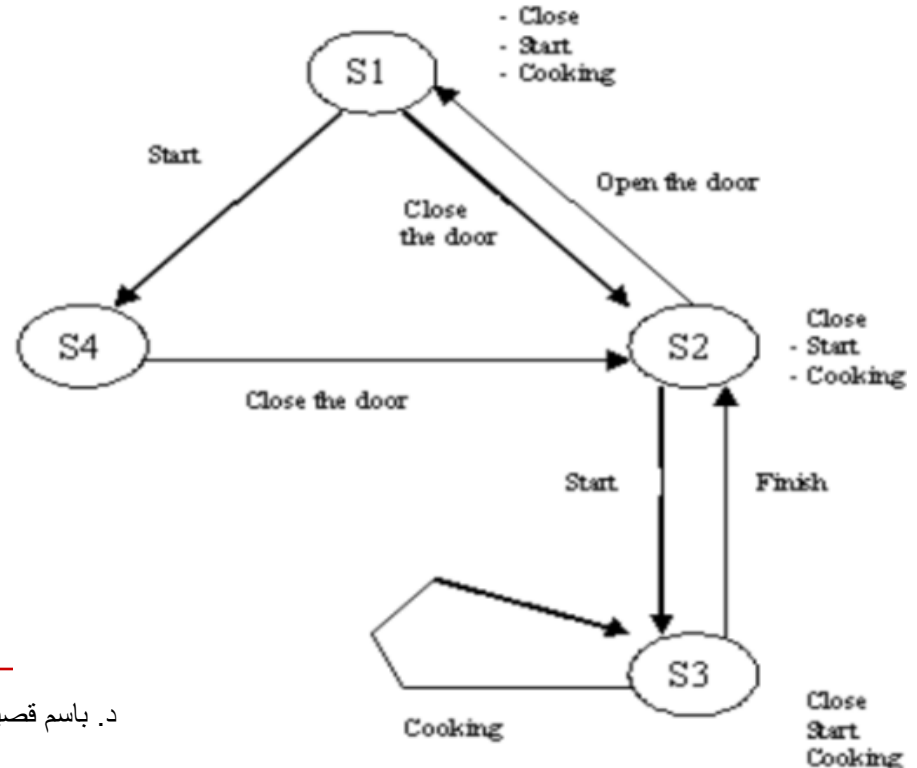 - Close
- Start
- Cooking
S1
Start
Open the door
Close
the door
S4
S2
Close
- Start
- Cooking
Close the door
Start
Finish
S3
Cooking
Close
Start
Cooking
د. باسم